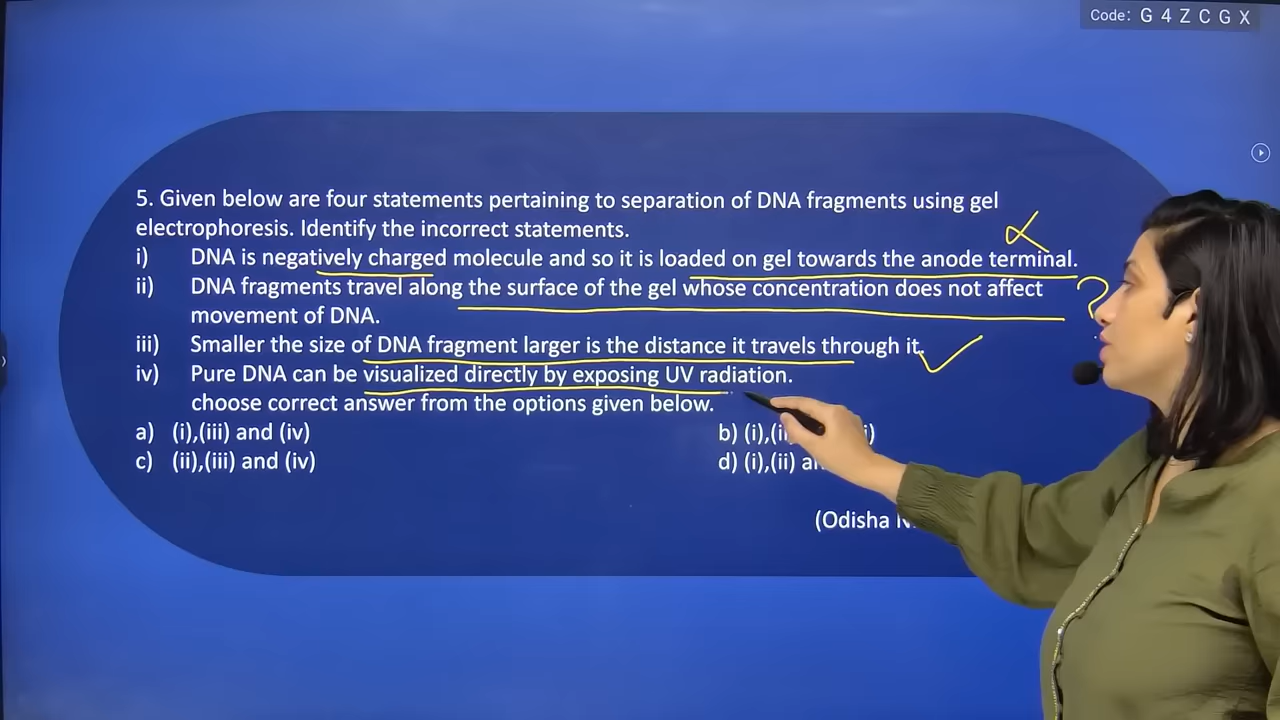 Code: G 4 Z C G X
5. Given below are four statements pertaining to separation of DNA fragments using gel
electrophoresis. Identify the incorrect statements.
i) DNA is negatively charged molecule and so it is loaded on gel towards the anode terminal.
ii) DNA fragments travel along the surface of the gel whose concentration does not affect
movement of DNA.
iii) Smaller the size of DNA fragment larger is the distance it travels through it.
iv) Pure DNA can be visualized directly by exposing UV radiation.
choose correct answer from the options given below.
a) (i),(iii) and (iv) b) (i),
c) (ii),(iii) and (iv) d) (i),(ii)
(Odisha